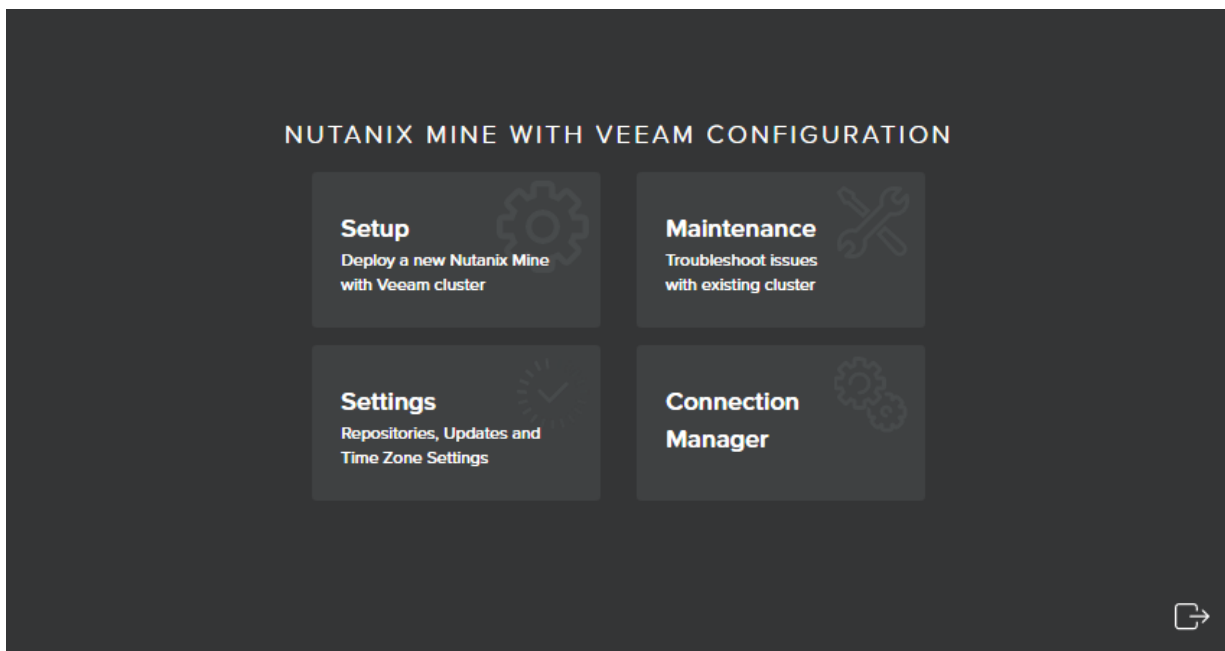 NUTANIX MINE WITH VEEAM CONFIGURATION
Setup
Deploy a new Nutanix Mine
with Veeam cluster
Maintenance
Troubleshoot issues
with existing cluster
Settings
Repositories, Updates and
Time Zone Settings
Connection
Manager